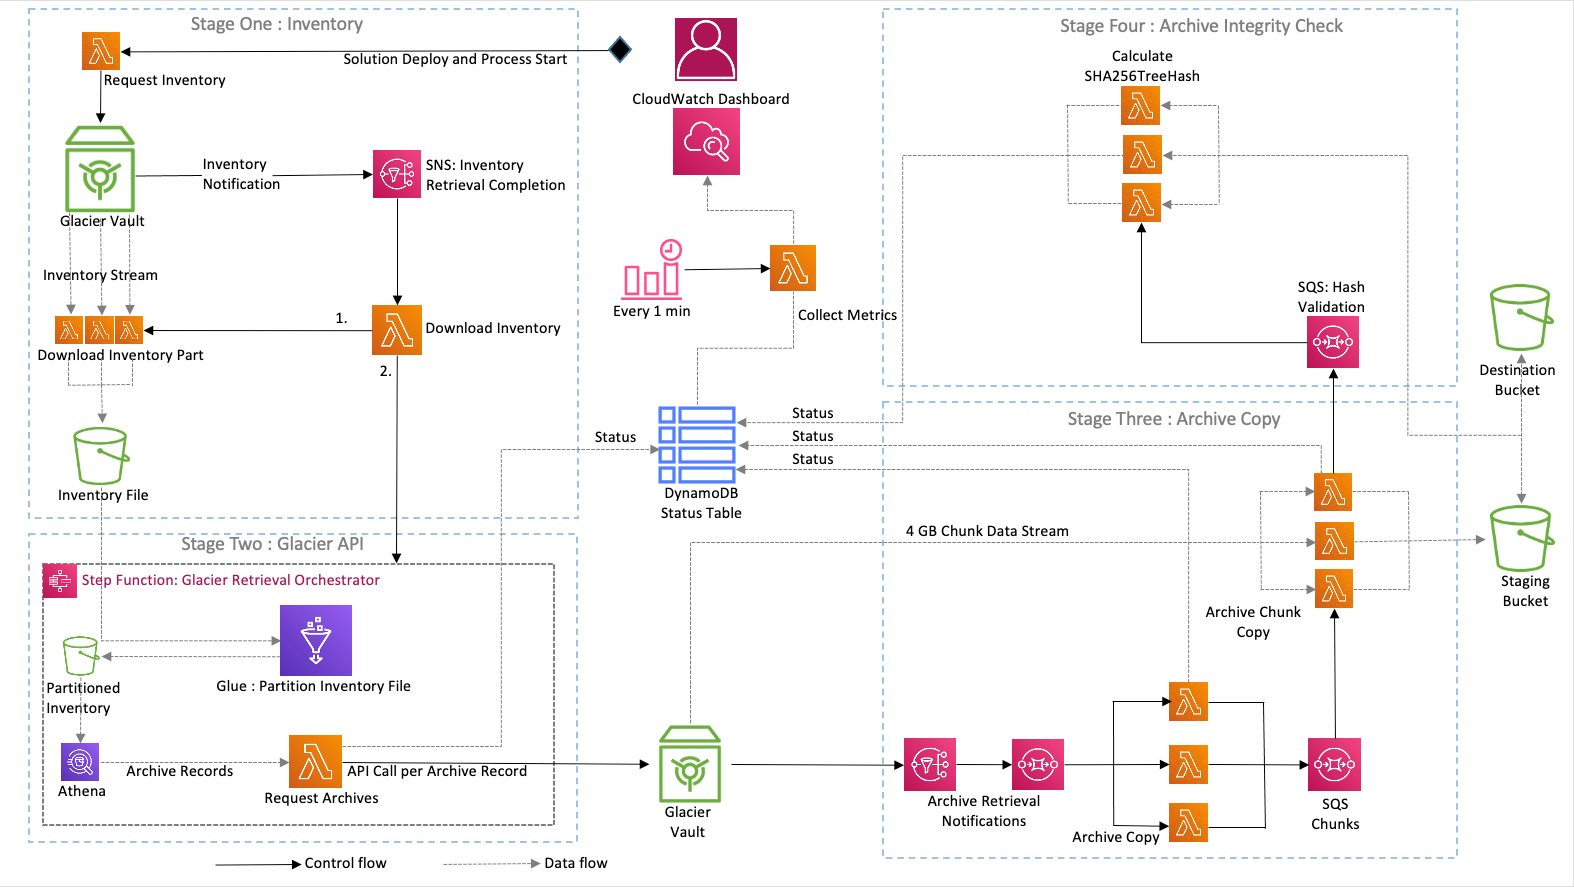 Stage One : Inventory
Solution Deploy and Process Start
Request Inventory
Inventory
Notification
SNS: Inventory
Retrieval Completion
Glacier Vault
Inventory Stream
1.
Download Inventory
Download Inventory Part
2.
Inventory File
CloudWatch Dashboard
Every 1 min
Collect Metrics
Status
DynamoDB
Status Table
Stage Two : Glacier API
Step Function: Glacier Retrieval Orchestrator
Glue : Partition Inventory File
Partitioned
Inventory
Athena
Archive Records
Request Archives
API Call per Archive Record
Glacier
Vault
Stage Four : Archive Integrity Check
Calculate
SHA256TreeHash
SQS: Hash
Validation
Destination
Bucket
Stage Three : Archive Copy
Status
Status
Status
4 GB Chunk Data Stream
Archive Chunk
Copy
Staging
Bucket
Archive Retrieval
Notifications
Archive Copy
SQS
Chunks
Control flow
Data flow